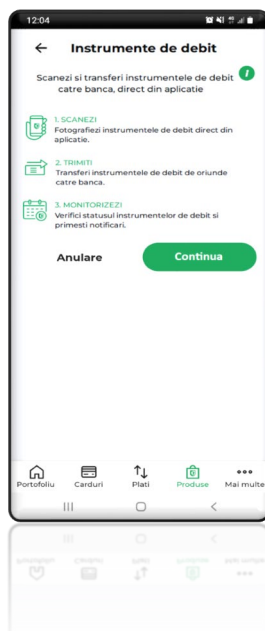 12:04
Instrumente de debit
Scanezi si transferi instrumentele de debit
catre banca, direct din aplicatie
1. SCANEZI
Fotografiezi instrumentele de debit direct din
aplicatie.
2. TRIMITI
Transferi instrumentele de debit de oriunde
catre banca.
3. MONITORIZEZI
Verifici statusul instrumentelor de debit si
primesti notificari.
Anulare Continua
Portofoliu Carduri Plati Produse Mai multe